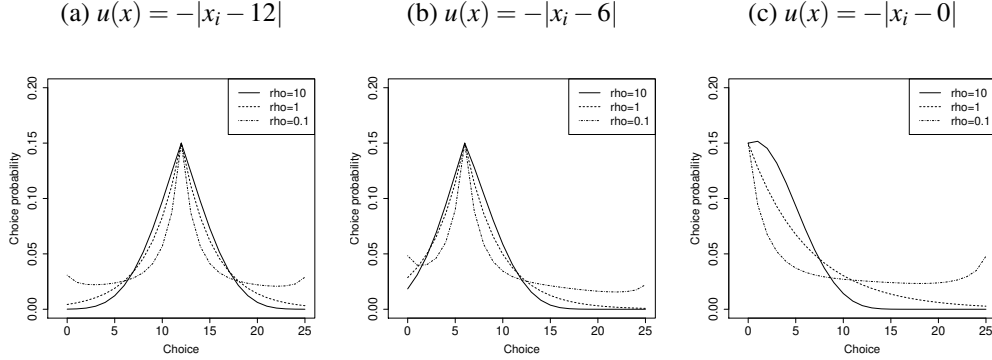 (a) u(x) = −|xᵢ − 12|
(b) u(x) = −|xᵢ − 6|
(c) u(x) = −|xᵢ − 0|
0.20
0.15
0.10
0.05
0.00
Choice probability
rho=10
rho=1
rho=0.1
0 5 10 15 20 25
Choice
0.20
0.15
0.10
0.05
0.00
Choice probability
rho=10
rho=1
rho=0.1
0 5 10 15 20 25
Choice
0.20
0.15
0.10
0.05
0.00
Choice probability
rho=10
rho=1
rho=0.1
0 5 10 15 20 25
Choice